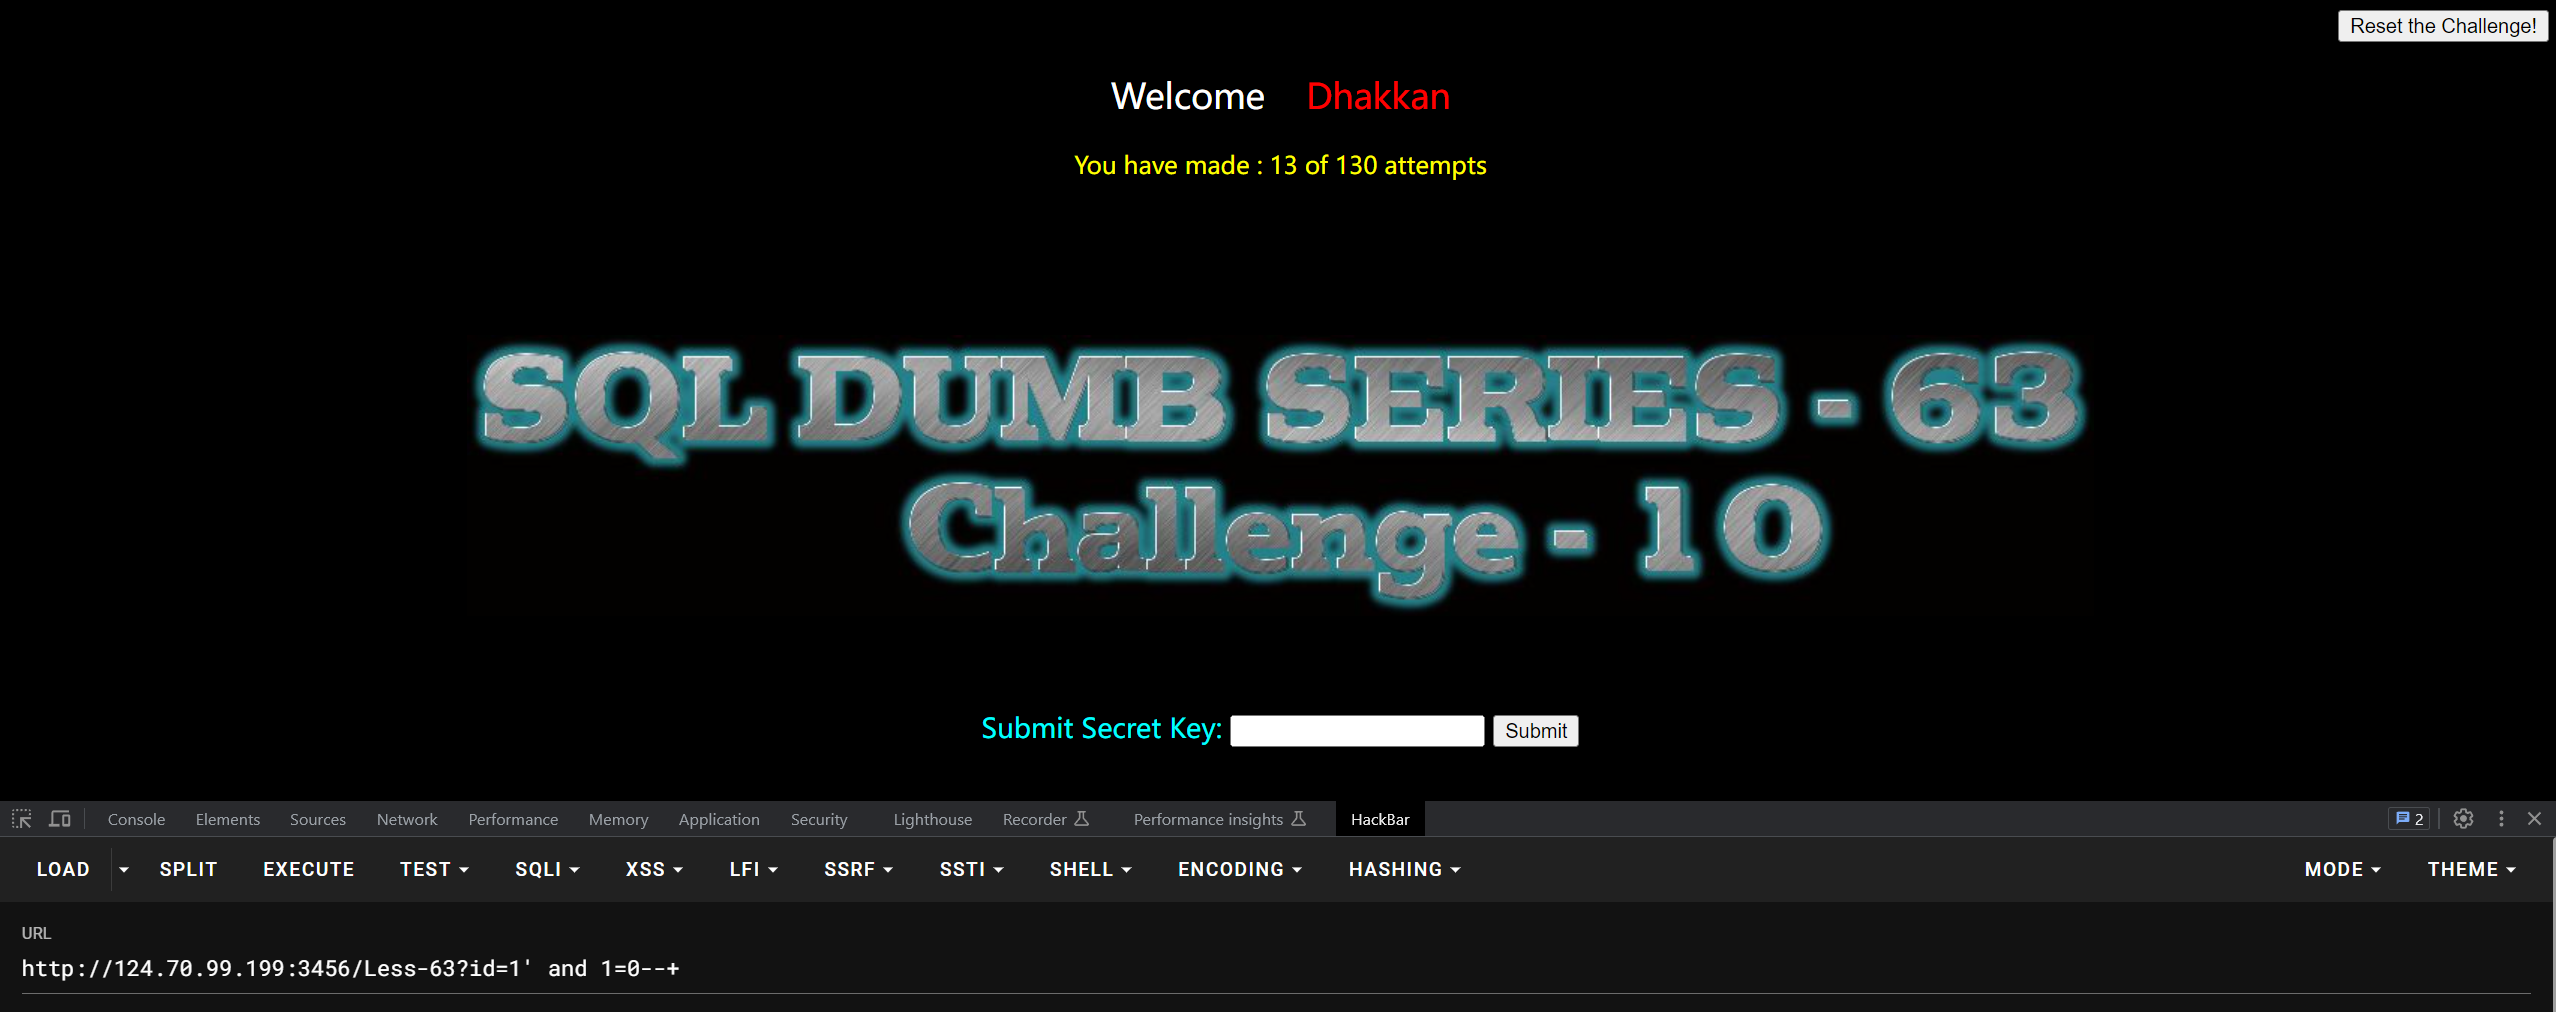 Reset the Challenge!
Welcome Dhakkan
You have made : 13 of 130 attempts
SQL DUMB SERIES - 63
Challenge - 10
Submit Secret Key: Submit
Console Elements Sources Network Performance Memory Application Security Lighthouse Recorder Performance insights HackBar 2
LOAD SPLIT EXECUTE TEST SQLI XSS LFI SSRF SSTI SHELL ENCODING HASHING MODE THEME
URL
http://124.70.99.199:3456/Less-63?id=1' and 1=0--+